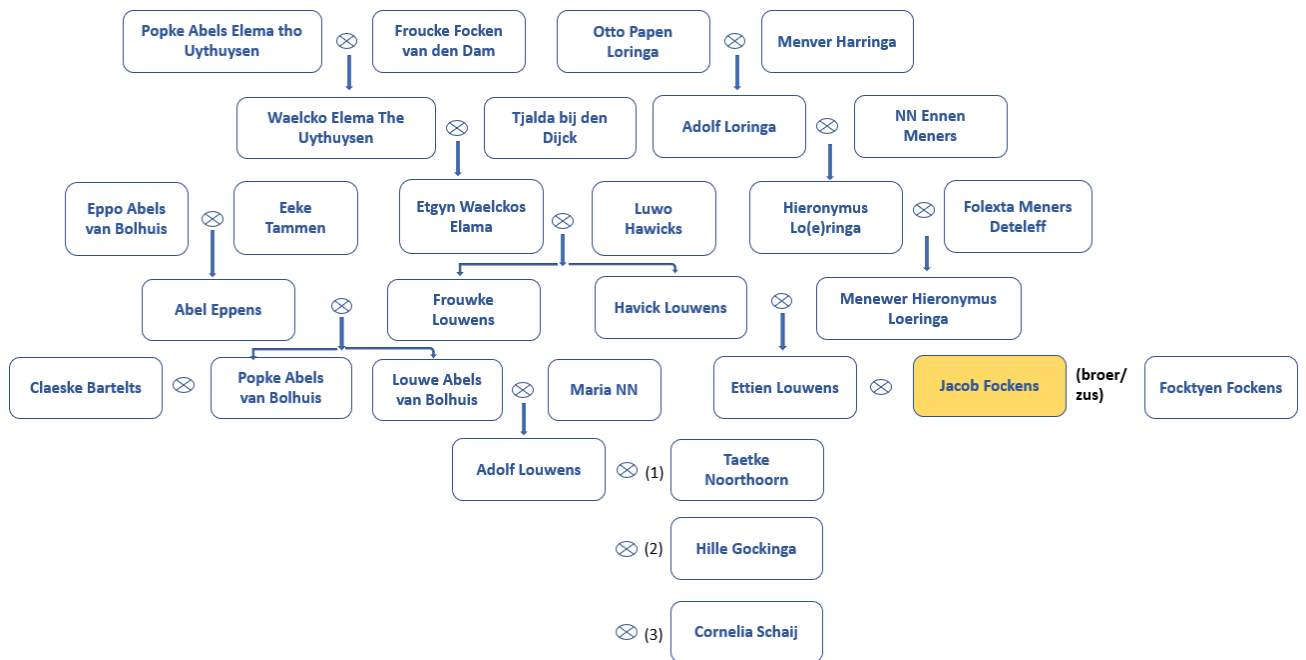 Popke Abels Elema tho
Uythuysen
Froucke Focken
van den Dam
Otto Papen
Loringa
Menver Harringa
Waelcko Elema The
Uythuysen
Tjalda bij den
Dijck
Adolf Loringa
NN Ennen
Meners
Eppo Abels
van Bolhuis
Eeke
Tammen
Etgyn Waelckos
Elama
Luwo
Hawicks
Hieronymus
Lo(e)ringa
Folexta Meners
Deteleff
Abel Eppens
Frouwke
Louwens
Havick Louwens
Menewer Hieronymus
Loeringa
Claeske Bartelts
Popke Abels
van Bolhuis
Louwe Abels
van Bolhuis
Maria NN
Ettien Louwens
Jacob Fockens
(broer/
zus)
Focktyen Fockens
Adolf Louwens
(1)
Taetke
Noorthoorn
(2)
Hille Gockinga
(3)
Cornelia Schaij